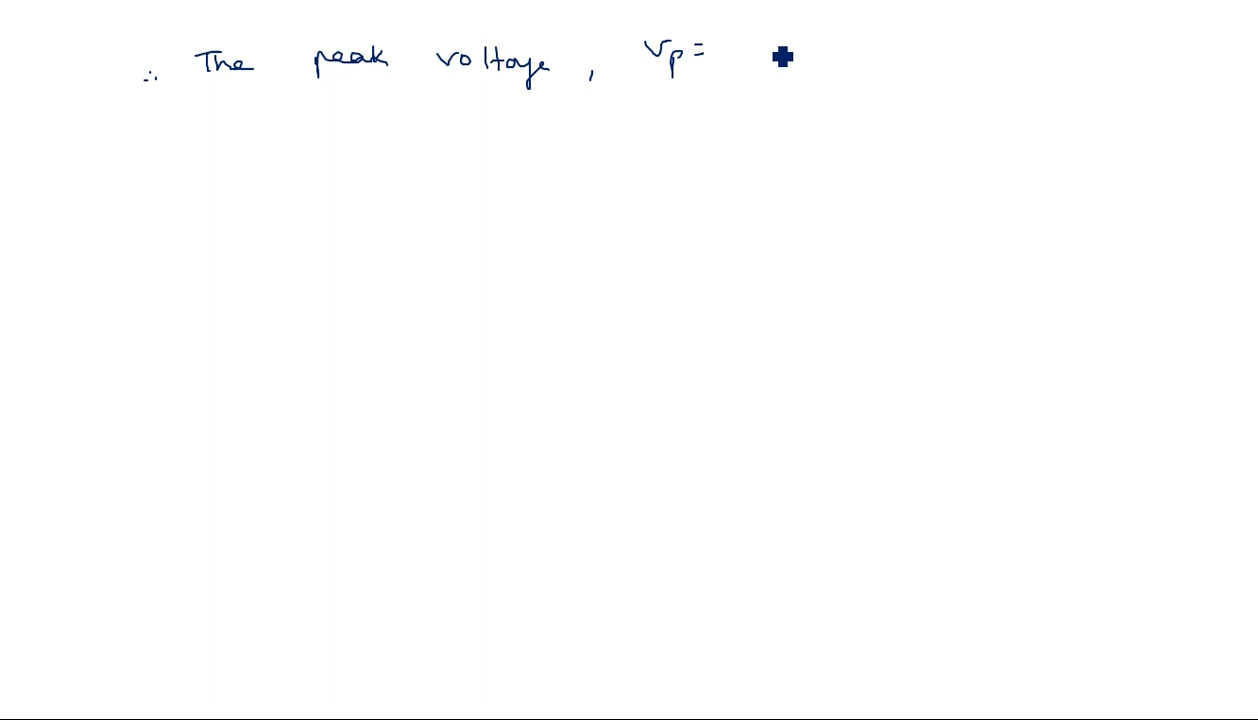 ∴ The peak voltage , Vp =